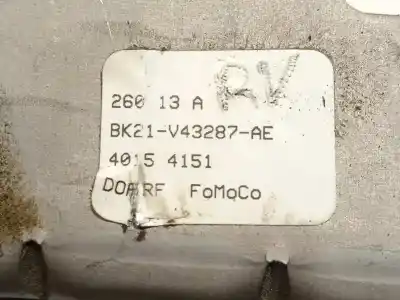 260 13 A RV
BK21-V43287-AE
4015 4151
FoMoCo